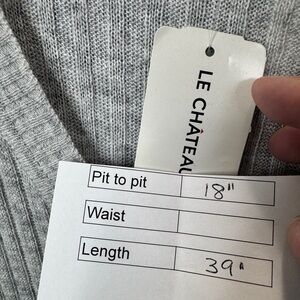 LE CHÂTEAU
Pit to pit 18"
Waist
Length 39"